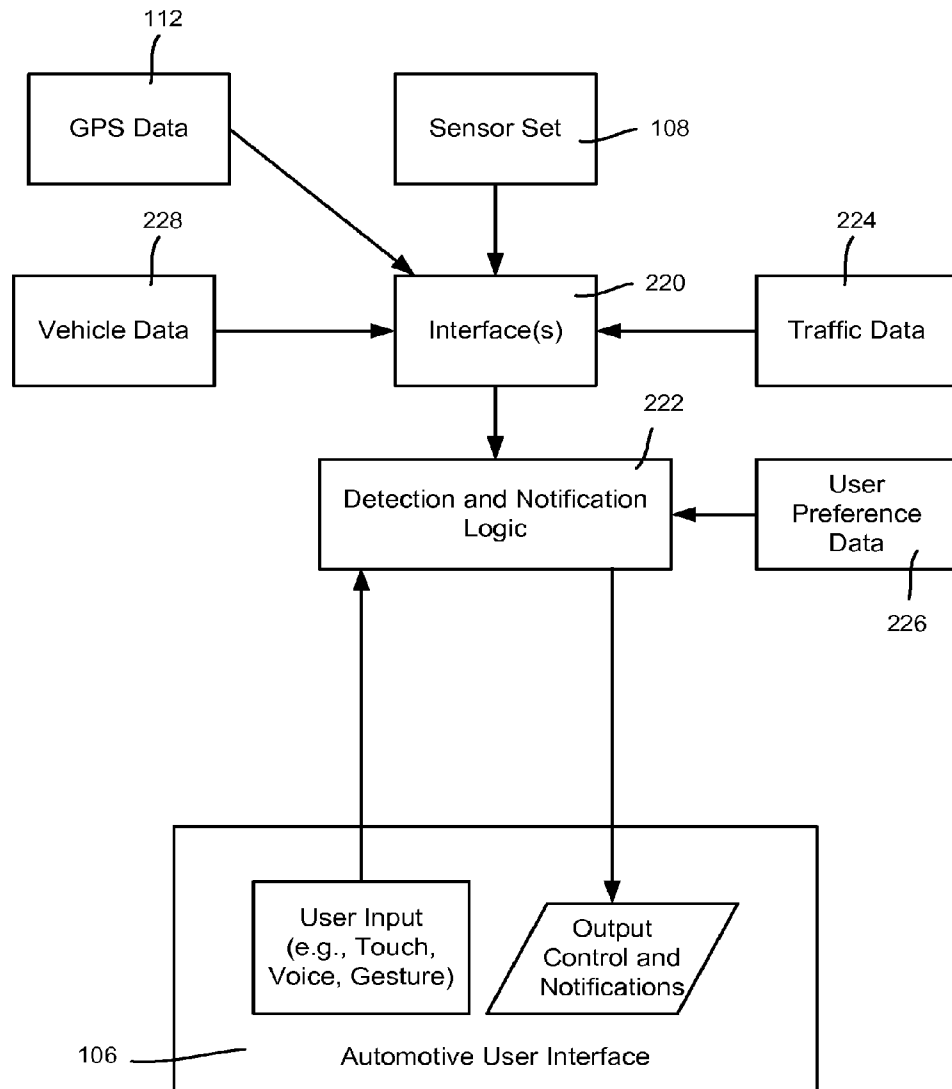 112
GPS Data
Sensor Set
108
228
Vehicle Data
220
Interface(s)
224
Traffic Data
222
Detection and Notification
Logic
User
Preference
Data
226
User Input
(e.g., Touch,
Voice, Gesture)
Output
Control and
Notifications
106
Automotive User Interface